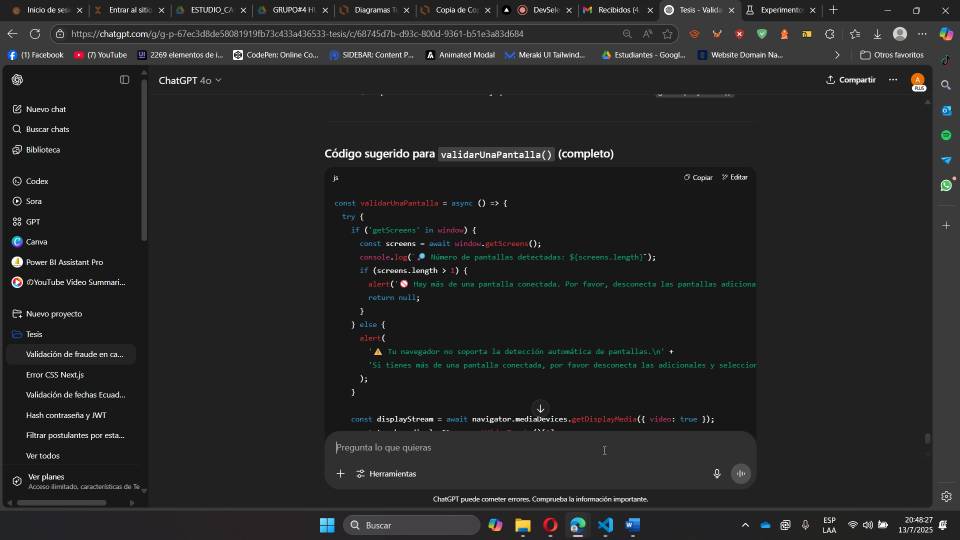 Inicio de ses
Entrar al sitio
ESTUDIO_CA
GRUPO#4 H
Diagramas T
Copia de Co
DevSele
Recibidos (4.
Tesis - Valida
Experimento
https://chatgpt.com/g/g-p-67ec3d8de58081919fb73c433a436533-tesis/c/68745d7b-d93c-800d-9361-b51e3a83d684
(1) Facebook
(7) YouTube
2269 elementos de i...
CodePen: Online Co...
SIDEBAR: Content P...
Animated Modal
Meraki UI Tailwind...
Estudiantes - Googl...
Website Domain Na...
Otros favoritos
ChatGPT 4o
Compartir
PLUS
Nuevo chat
Buscar chats
Biblioteca
Codex
Sora
GPT
Canva
Power BI Assistant Pro
YouTube Video Summari...
Nuevo proyecto
Tesis
Validación de fraude en ca...
Error CSS Next.js
Validación de fechas Ecuad...
Hash contraseña y JWT
Filtrar postulantes por esta...
Ver todos
Ver planes
Acceso ilimitado, características de Te
Código sugerido para validarUnaPantalla() (completo)
js
Copiar
Editar
const validarUnaPantalla = async () => {
try {
if ('getScreens' in window) {
const screens = await window.getScreens();
console.log(`🔎 Número de pantallas detectadas: ${screens.length}`);
if (screens.length > 1) {
alert('🚫 Hay más de una pantalla conectada. Por favor, desconecta las pantallas adiciona
return null;
}
} else {
alert(
'⚠️ Tu navegador no soporta la detección automática de pantallas.\n' +
'Si tienes más de una pantalla conectada, por favor desconecta las adicionales y seleccion
);
}
const displayStream = await navigator.mediaDevices.getDisplayMedia({ video: true });
Pregunta lo que quieras
Herramientas
ChatGPT puede cometer errores. Comprueba la información importante.
Buscar
ESP
LAA
20:48:27
13/7/2025